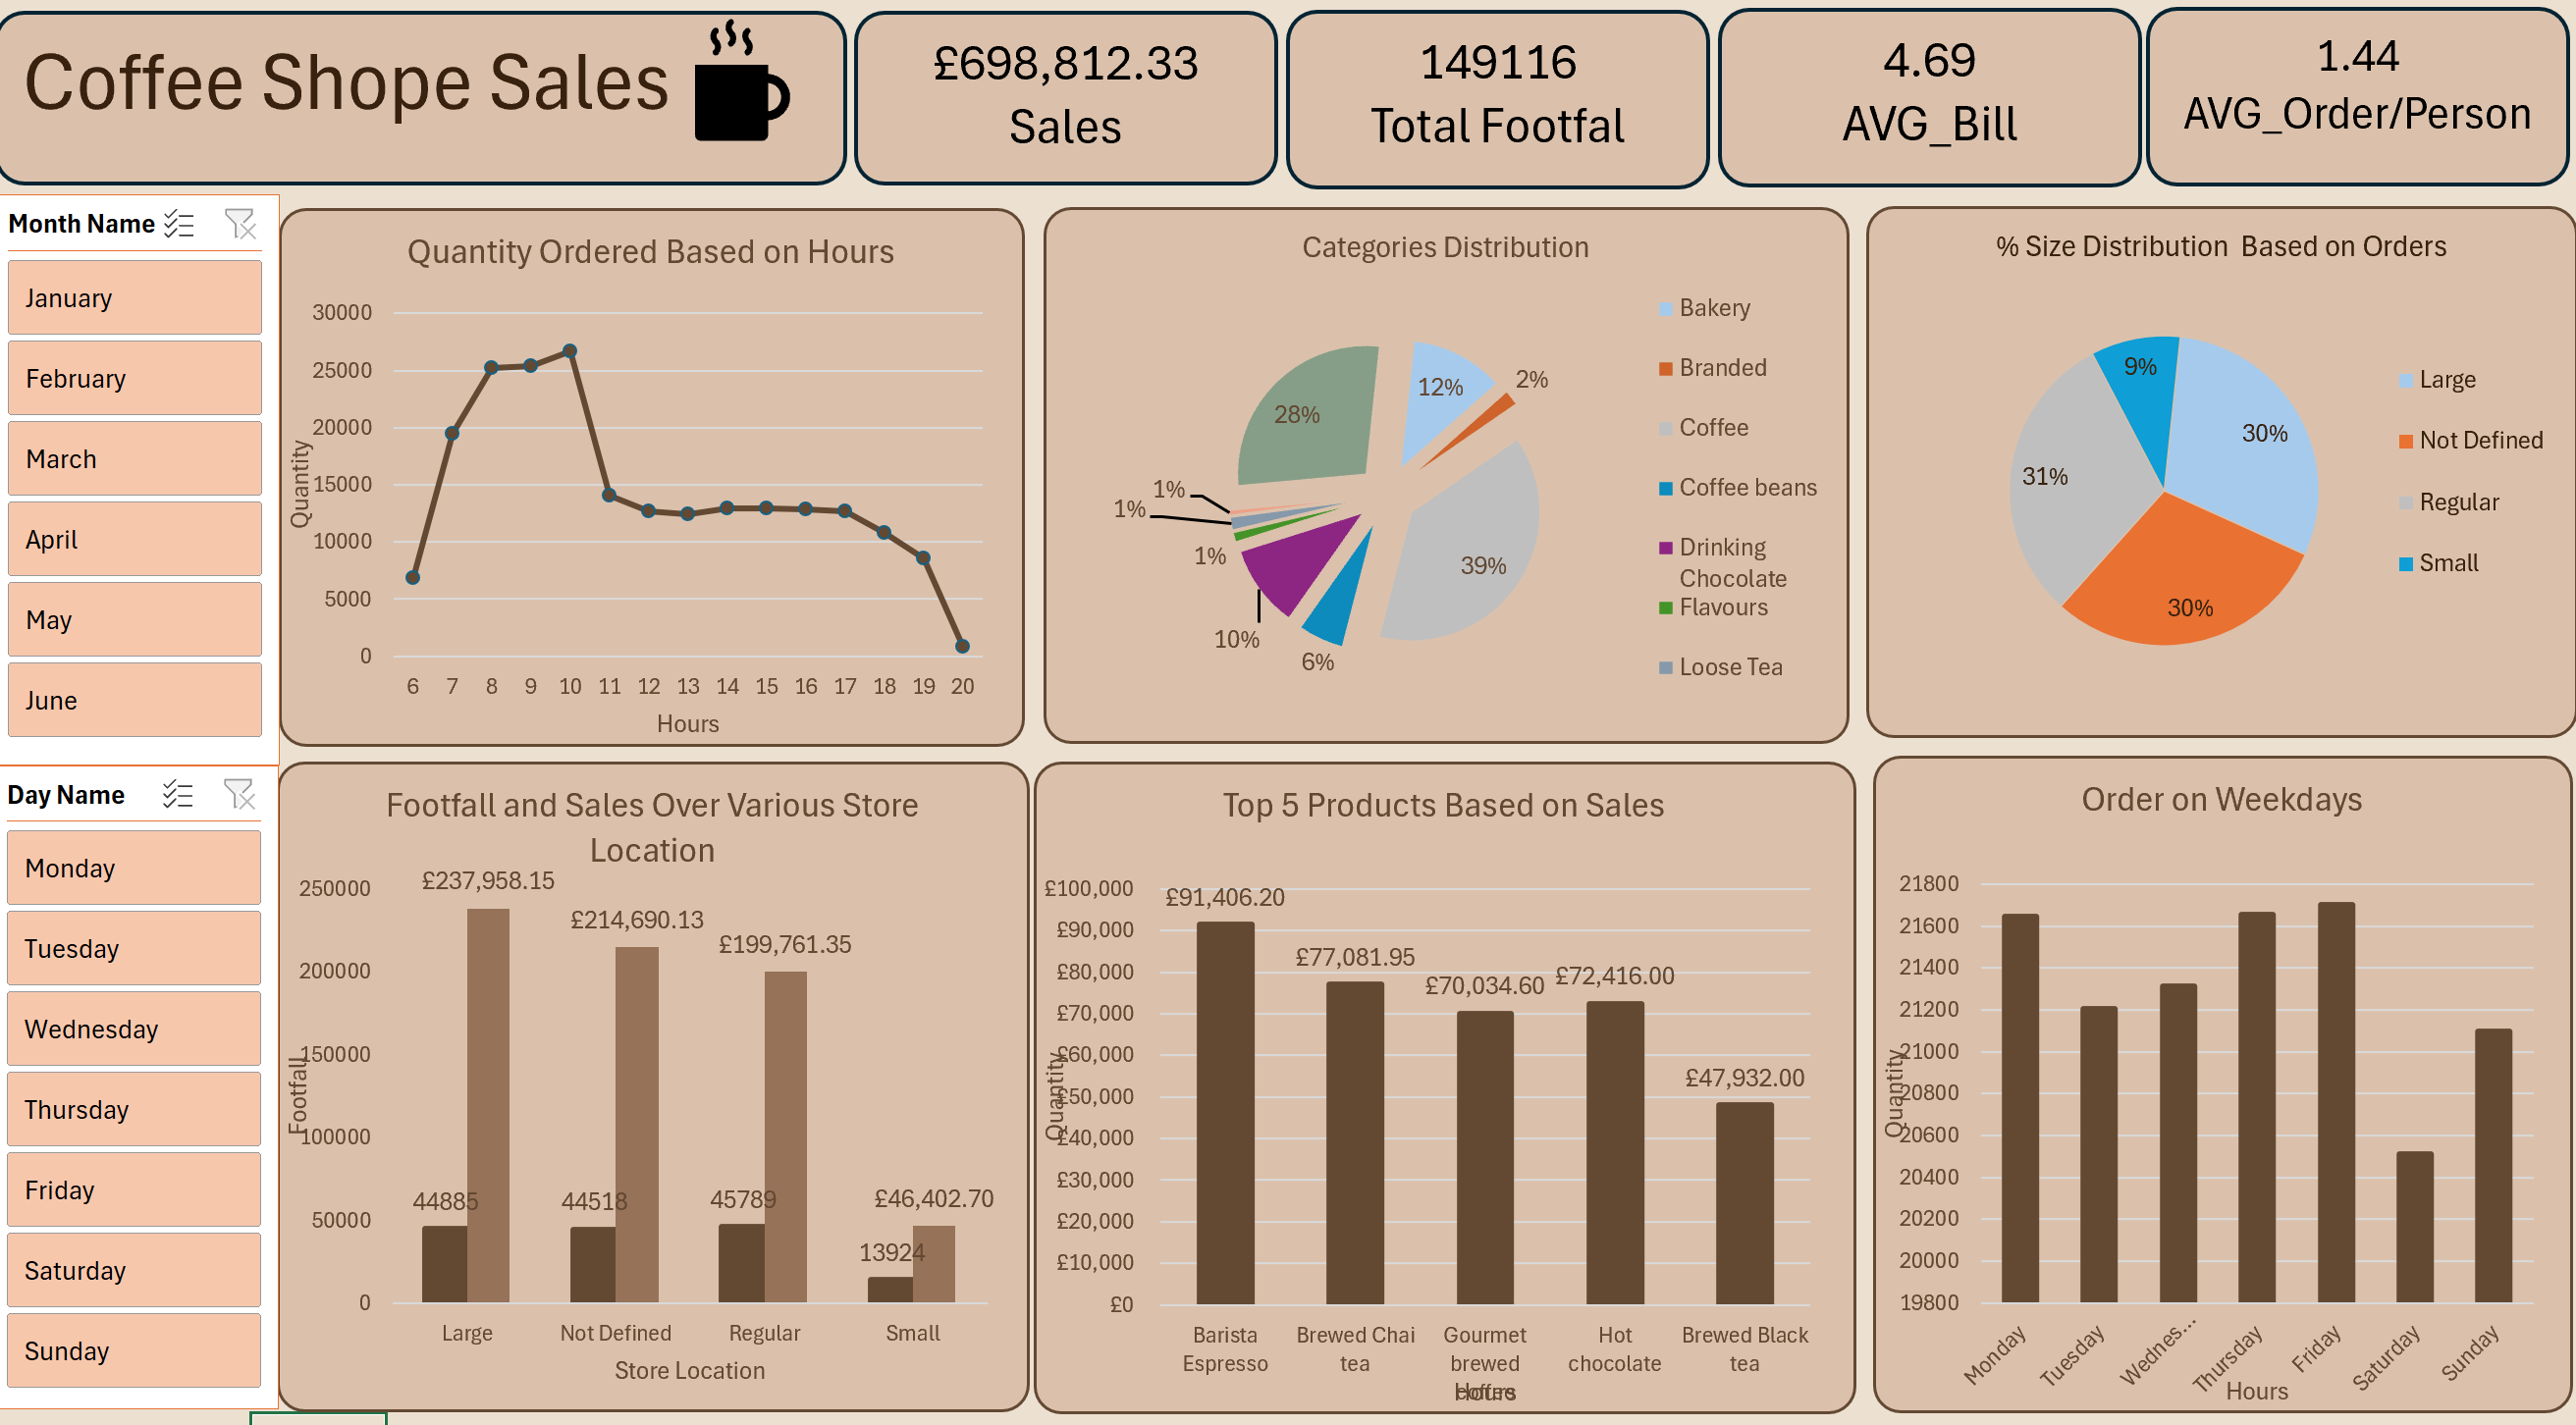 Coffee Shope Sales
£698,812.33
Sales
149116
Total Footfal
4.69
AVG_Bill
1.44
AVG_Order/Person
Month Name
January
February
March
April
May
June
Quantity Ordered Based on Hours
30000
25000
20000
15000
10000
5000
0
Quantity
6 7 8 9 10 11 12 13 14 15 16 17 18 19 20
Hours
Categories Distribution
12%
2%
39%
6%
10%
1%
1%
1%
28%
Bakery
Branded
Coffee
Coffee beans
Drinking
Chocolate
Flavours
Loose Tea
% Size Distribution Based on Orders
30%
30%
31%
9%
Large
Not Defined
Regular
Small
Day Name
Monday
Tuesday
Wednesday
Thursday
Friday
Saturday
Sunday
Footfall and Sales Over Various Store
Location
250000
200000
150000
100000
50000
0
Footfall
£237,958.15
£214,690.13
£199,761.35
£46,402.70
44885
44518
45789
13924
Large
Not Defined
Regular
Small
Store Location
Top 5 Products Based on Sales
£100,000
£90,000
£80,000
£70,000
£60,000
£50,000
£40,000
£30,000
£20,000
£10,000
£0
Quantity
£91,406.20
£77,081.95
£70,034.60
£72,416.00
£47,932.00
Barista
Espresso
Brewed Chai
tea
Gourmet
brewed
coffee
Hot
chocolate
Brewed Black
tea
Hours
Order on Weekdays
21800
21600
21400
21200
21000
20800
20600
20400
20200
20000
19800
Quantity
Monday
Tuesday
Wednes...
Thursday
Friday
Saturday
Sunday
Hours